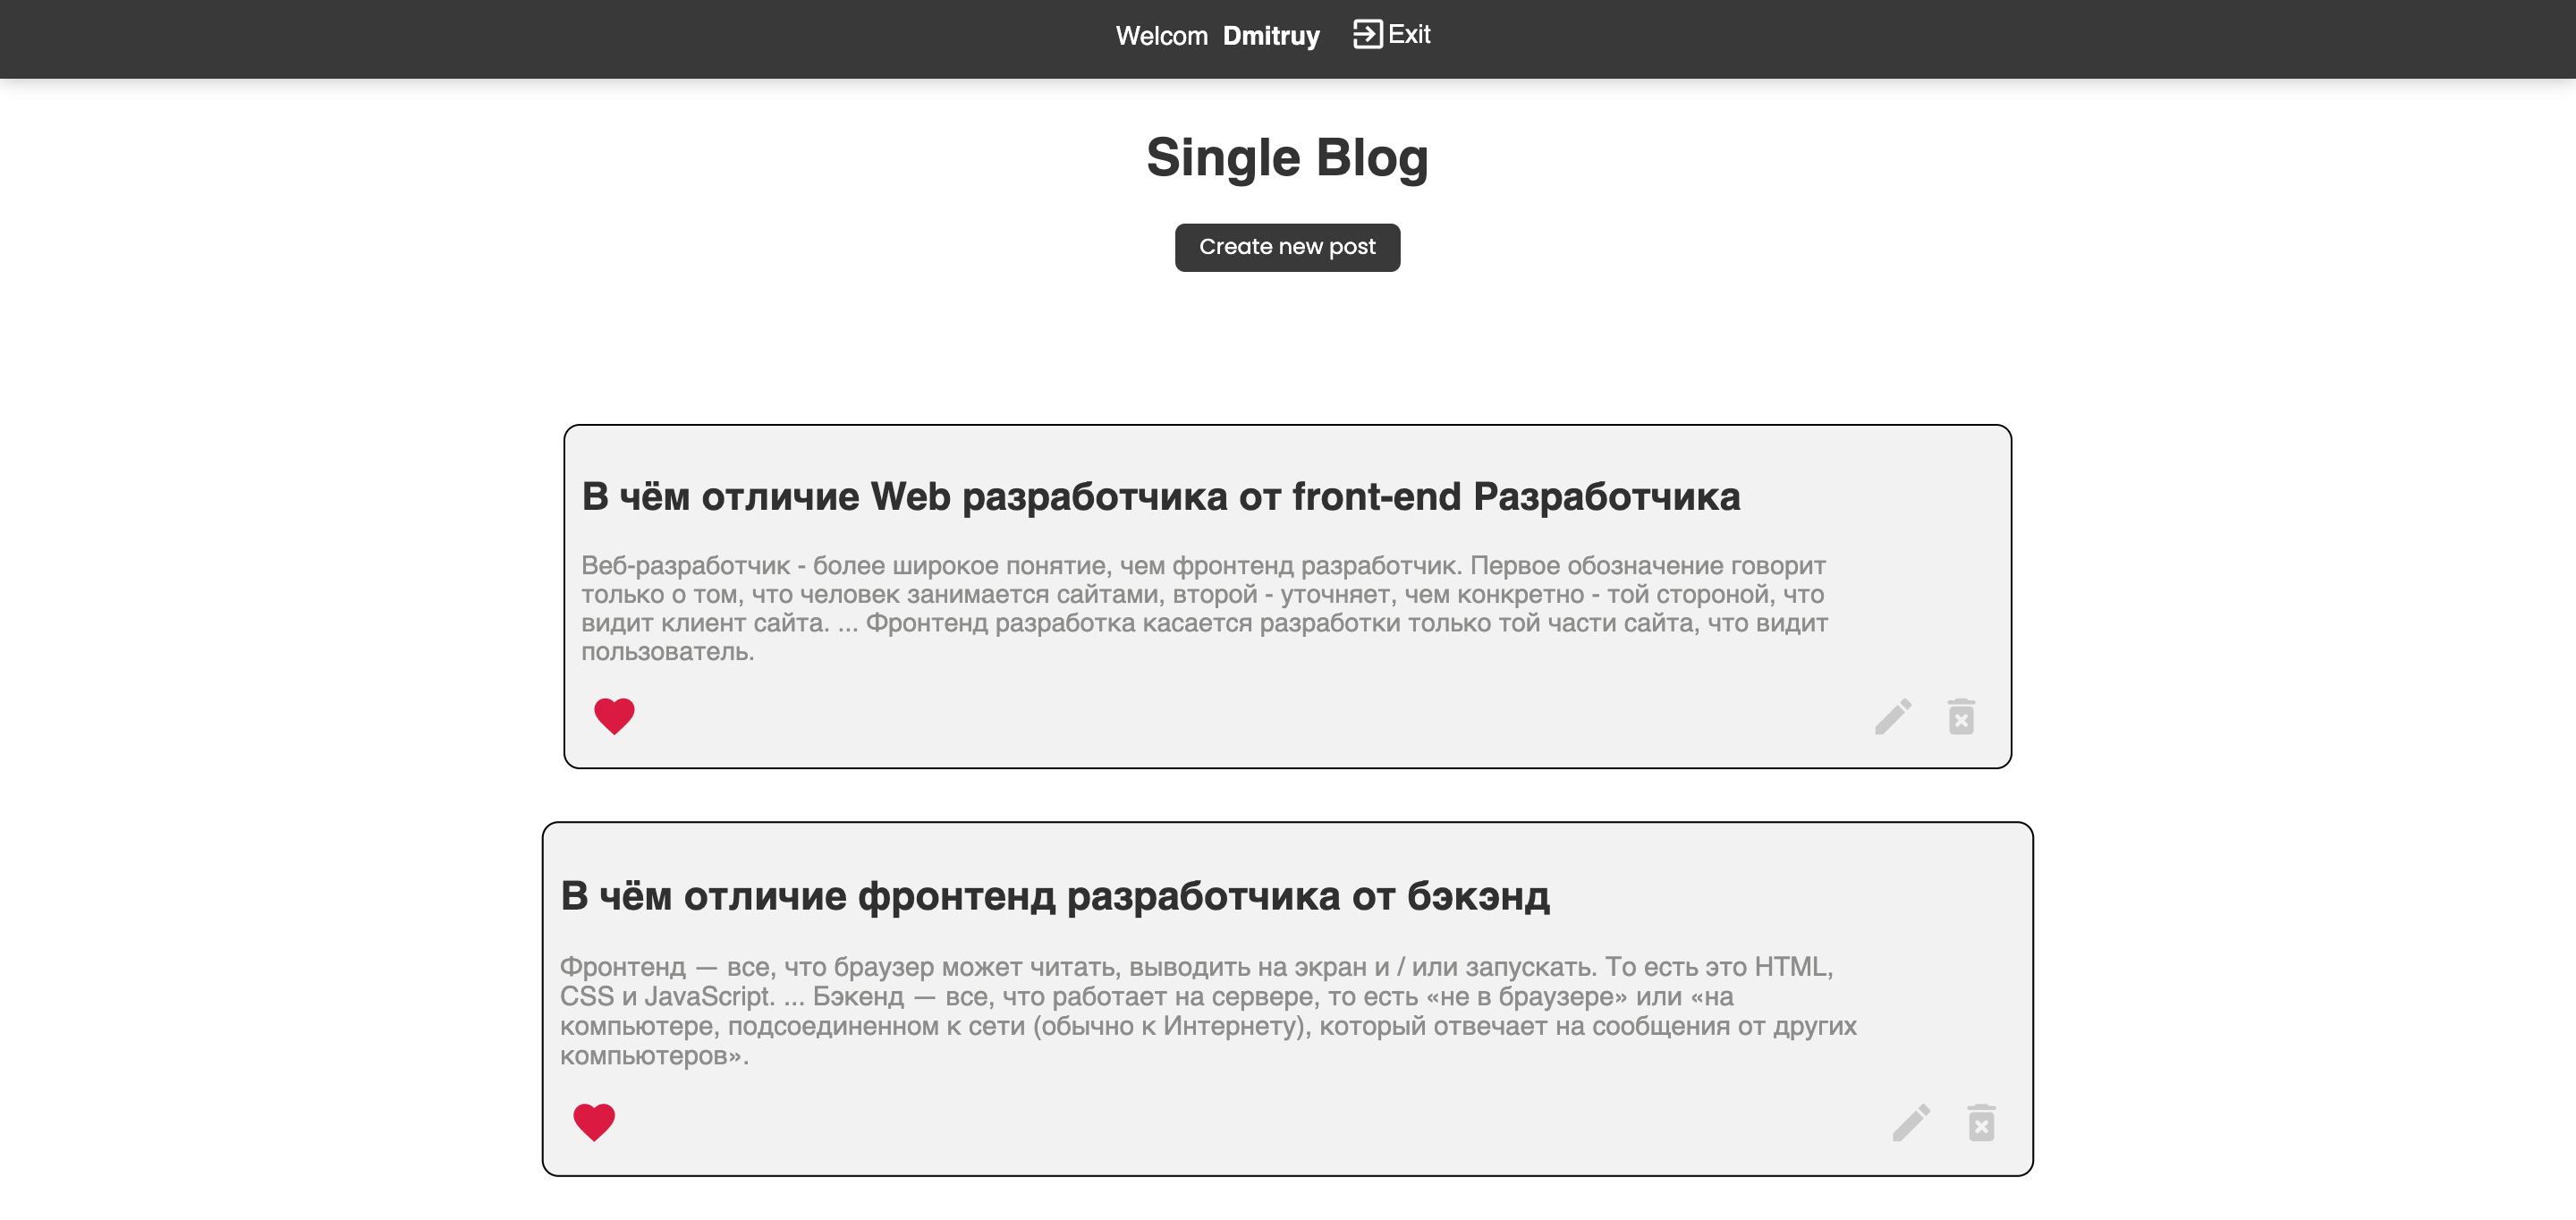 Welcom Dmitruy Exit
Single Blog
Create new post
В чём отличие Web разработчика от front-end Разработчика
Веб-разработчик - более широкое понятие, чем фронтенд разработчик. Первое обозначение говорит
только о том, что человек занимается сайтами, второй - уточняет, чем конкретно - той стороной, что
видит клиент сайта. ... Фронтенд разработка касается разработки только той части сайта, что видит
пользователь.
В чём отличие фронтенд разработчика от бэкэнд
Фронтенд — все, что браузер может читать, выводить на экран и / или запускать. То есть это HTML,
CSS и JavaScript. ... Бэкенд — все, что работает на сервере, то есть «не в браузере» или «на
компьютере, подсоединенном к сети (обычно к Интернету), который отвечает на сообщения от других
компьютеров».